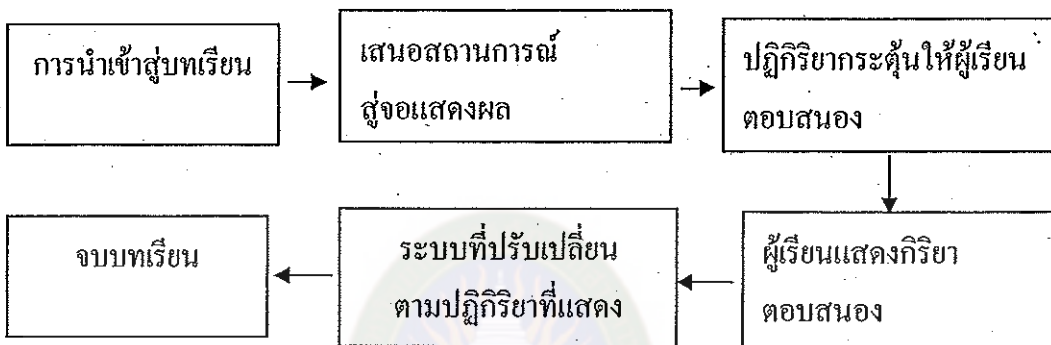 การนำเข้าสู่บทเรียน
เสนอสถานการณ์
สู่จอแสดงผล
ปฏิกิริยากระตุ้นให้ผู้เรียน
ตอบสนอง
ผู้เรียนแสดงกิริยา
ตอบสนอง
ระบบที่ปรับเปลี่ยน
ตามปฏิกิริยาที่แสดง
จบบทเรียน